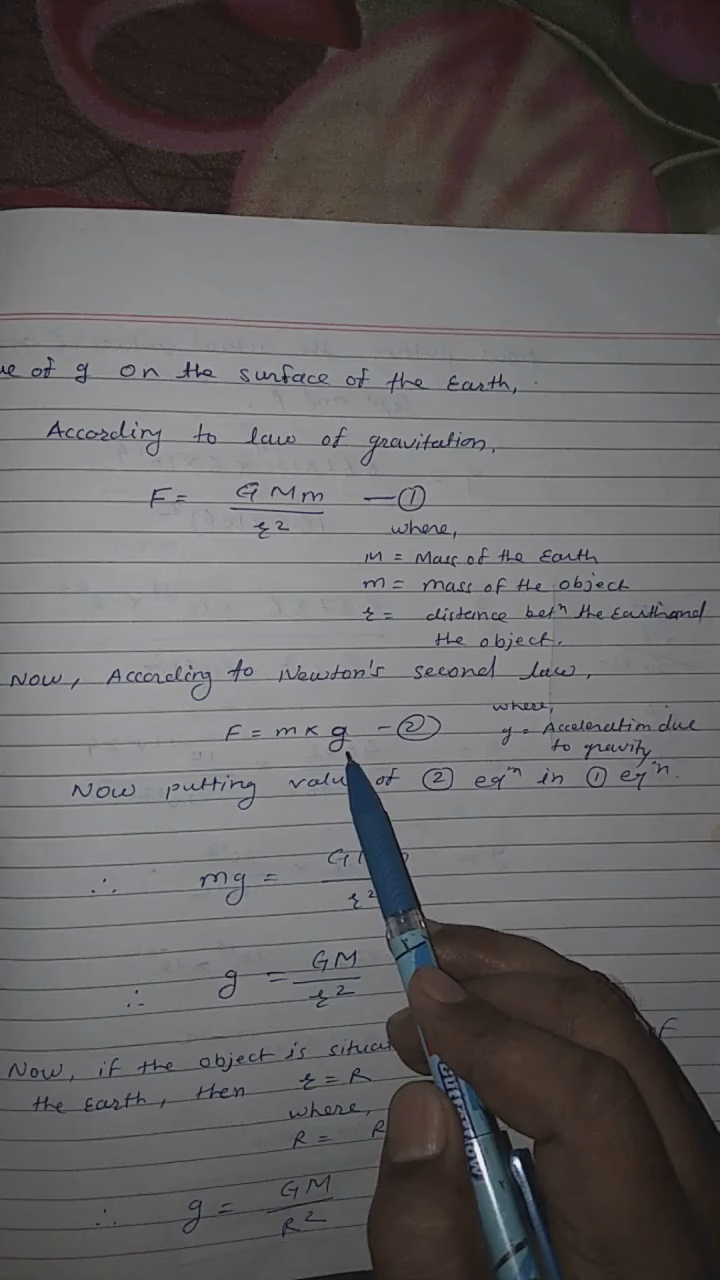 of g on the surface of the Earth,
According to law of gravitation,
F = G M m / r² — ①
where,
M = Mass of the Earth
m = mass of the object
r = distance betⁿ the Earth and
the object.
Now, According to Newton's second law,
F = m × g — ②
where,
g = Acceleration due
to gravity
Now putting value of ② eqⁿ in ① eqⁿ.
∴ mg = G / r²
∴ g = GM / r²
Now, if the object is of
the Earth, then r = R
where,
R = R
∴ g = GM / R²